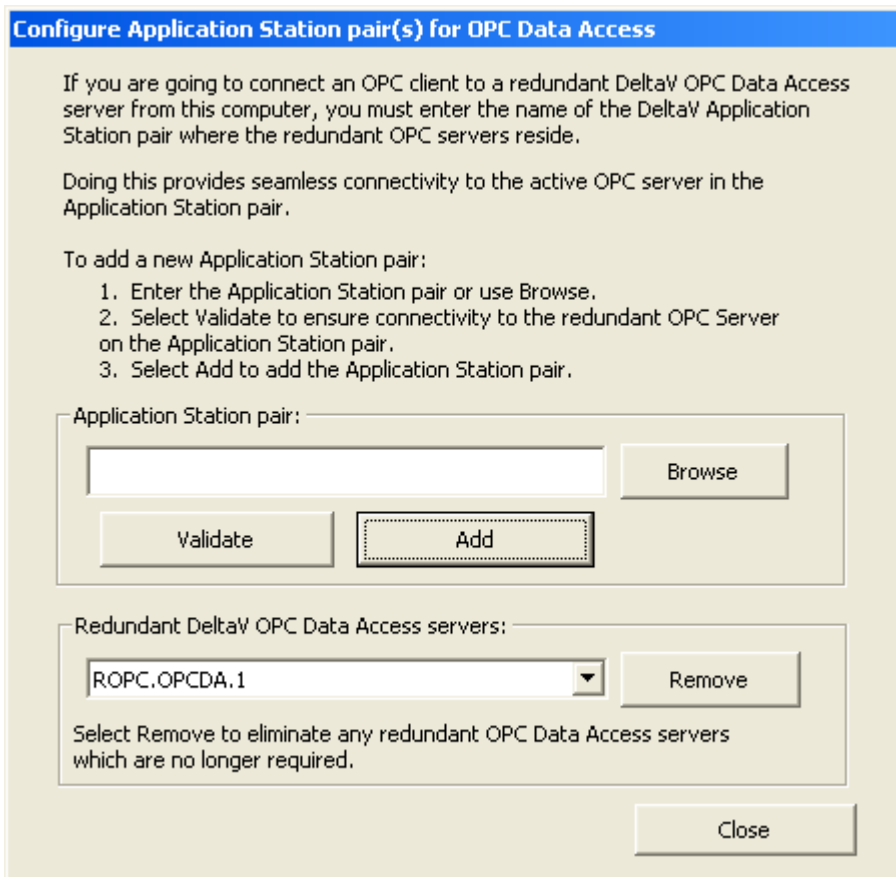 Configure Application Station pair(s) for OPC Data Access
If you are going to connect an OPC client to a redundant DeltaV OPC Data Access
server from this computer, you must enter the name of the DeltaV Application
Station pair where the redundant OPC servers reside.
Doing this provides seamless connectivity to the active OPC server in the
Application Station pair.
To add a new Application Station pair:
1. Enter the Application Station pair or use Browse.
2. Select Validate to ensure connectivity to the redundant OPC Server
on the Application Station pair.
3. Select Add to add the Application Station pair.
Application Station pair:
Browse
Validate Add
Redundant DeltaV OPC Data Access servers:
ROPC.OPCDA.1 Remove
Select Remove to eliminate any redundant OPC Data Access servers
which are no longer required.
Close